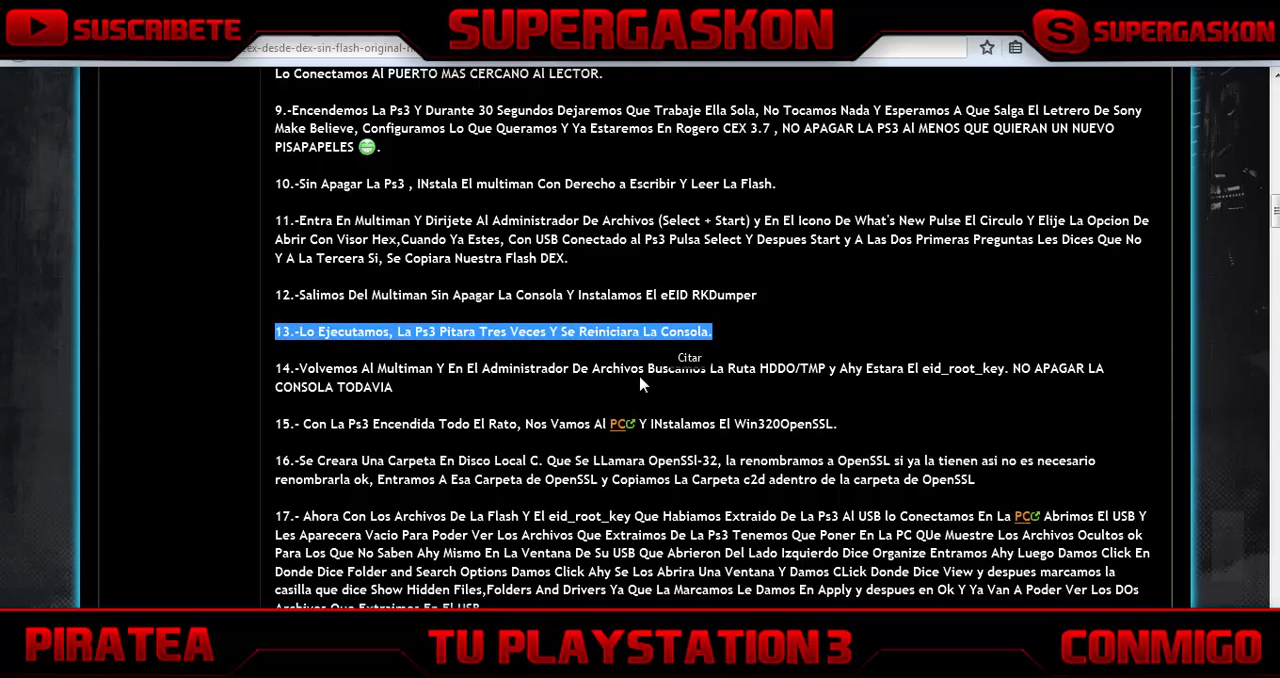 SUSCRIBETE
SUPERGASKON
SUPERGASKON
ex-desde-dex-sin-flash-original-
Lo Conectamos Al PUERTO MAS CERCANO Al LECTOR.
9.-Encendemos La Ps3 Y Durante 30 Segundos Dejaremos Que Trabaje Ella Sola, No Tocamos Nada Y Esperamos A Que Salga El Letrero De Sony
Make Believe, Configuramos Lo Que Queramos Y Ya Estaremos En Rogero CEX 3.7 , NO APAGAR LA PS3 Al MENOS QUE QUIERAN UN NUEVO
PISAPAPELES .
10.-Sin Apagar La Ps3 , INstala El multiman Con Derecho a Escribir Y Leer La Flash.
11.-Entra En Multiman Y Dirijete Al Administrador De Archivos (Select + Start) y En El Icono De What's New Pulse El Circulo Y Elije La Opcion De
Abrir Con Visor Hex,Cuando Ya Estes, Con USB Conectado al Ps3 Pulsa Select Y Despues Start y A Las Dos Primeras Preguntas Les Dices Que No
Y A La Tercera Si, Se Copiara Nuestra Flash DEX.
12.-Salimos Del Multiman Sin Apagar La Consola Y Instalamos El eEID RKDumper
13.-Lo Ejecutamos, La Ps3 Pitara Tres Veces Y Se Reiniciara La Consola.
Citar
14.-Volvemos Al Multiman Y En El Administrador De Archivos Buscamos La Ruta HDDO/TMP y Ahy Estara El eid_root_key. NO APAGAR LA
CONSOLA TODAVIA
15.- Con La Ps3 Encendida Todo El Rato, Nos Vamos Al PC Y INstalamos El Win320OpenSSL.
16.-Se Creara Una Carpeta En Disco Local C. Que Se LLamara OpenSSl-32, la renombramos a OpenSSL si ya la tienen asi no es necesario
renombrarla ok, Entramos A Esa Carpeta de OpenSSL y Copiamos La Carpeta c2d adentro de la carpeta de OpenSSL
17.- Ahora Con Los Archivos De La Flash Y El eid_root_key Que Habiamos Extraido De La Ps3 Al USB lo Conectamos En La PC Abrimos El USB Y
Les Aparecera Vacio Para Poder Ver Los Archivos Que Extraimos De La Ps3 Tenemos Que Poner En La PC QUe Muestre Los Archivos Ocultos ok
Para Los Que No Saben Ahy Mismo En La Ventana De Su USB Que Abrieron Del Lado Izquierdo Dice Organize Entramos Ahy Luego Damos Click En
Donde Dice Folder and Search Options Damos Click Ahy Se Los Abrira Una Ventana Y Damos CLick Donde Dice View y despues marcamos la
casilla que dice Show Hidden Files,Folders And Drivers Ya Que La Marcamos Le Damos En Apply y despues en Ok Y Ya Van A Poder Ver Los DOs
Archivos Que Extraimos En El USB
PIRATEA
TU PLAYSTATION 3
CONMIGO